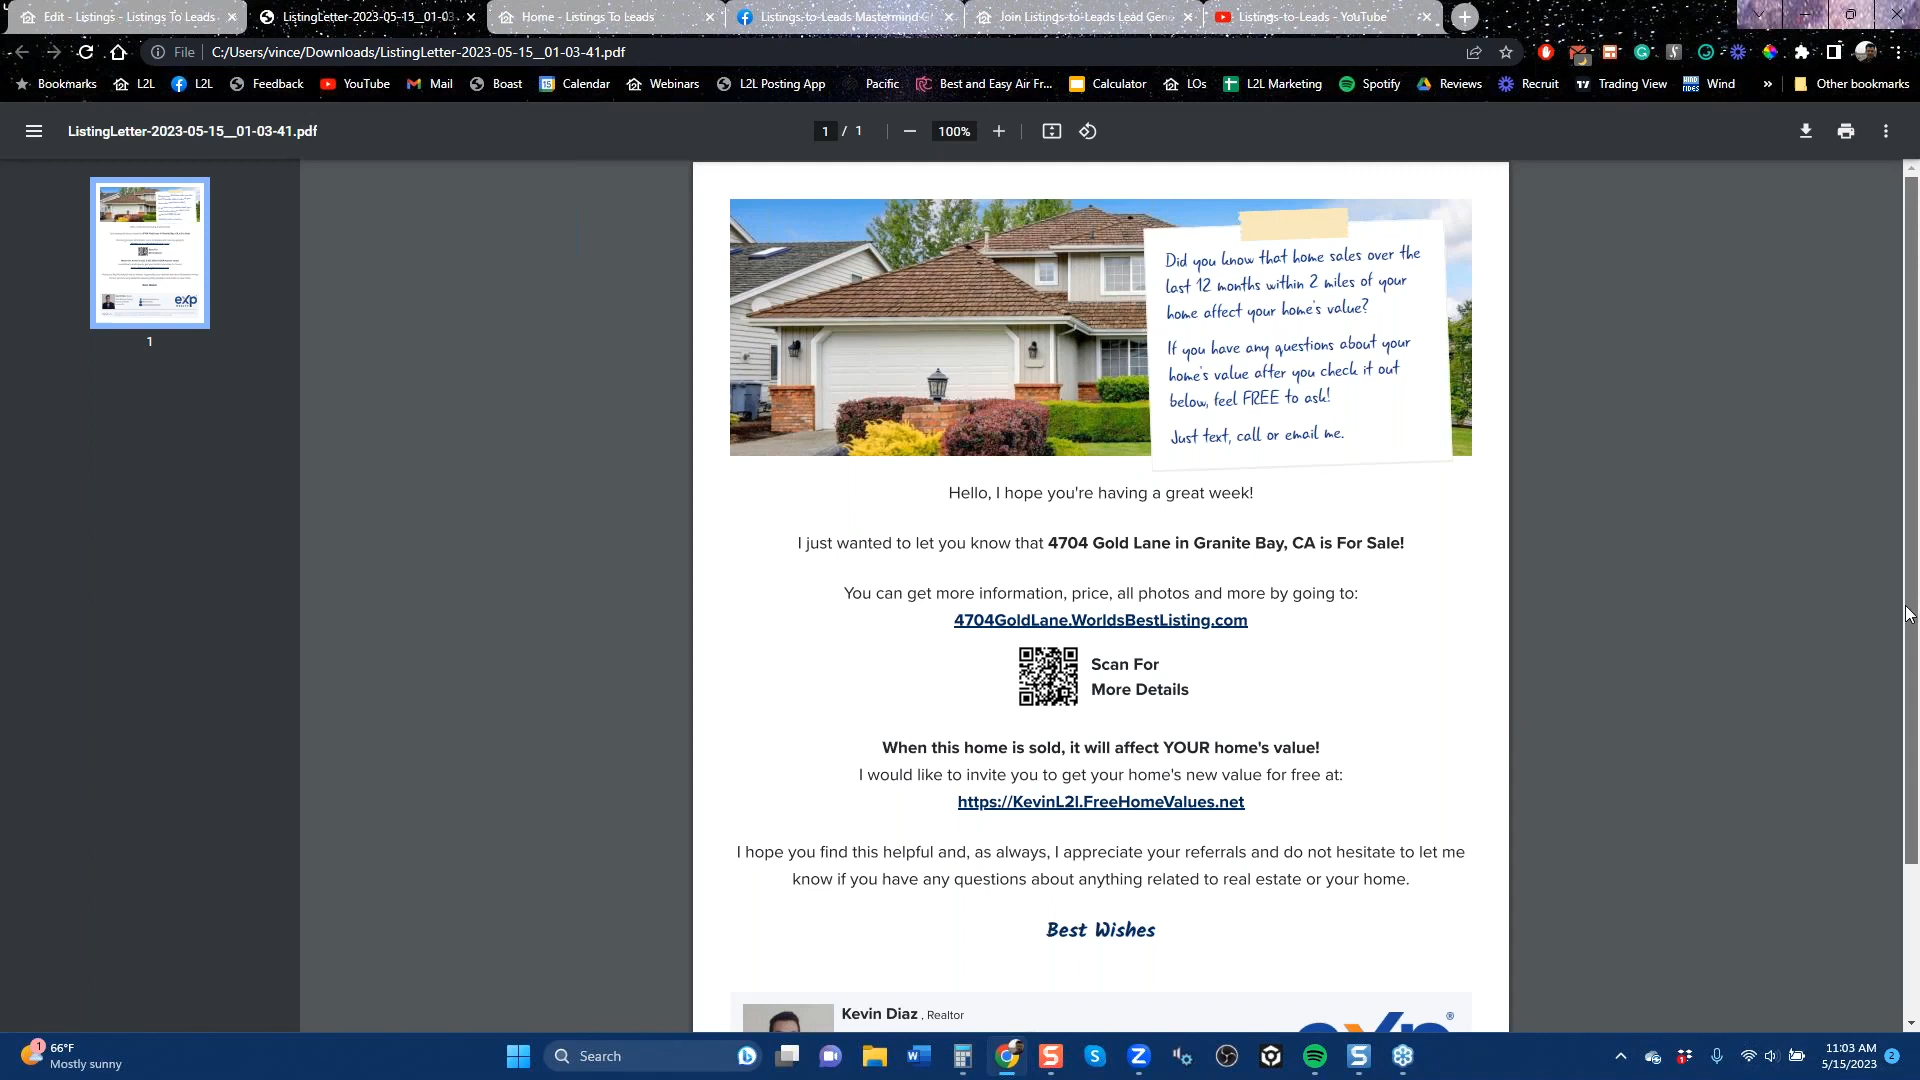 Edit - Listings - Listings To Leads
ListingLetter-2023-05-15__01-03
Home - Listings To Leads
Listings-to-Leads Mastermind G
Join Listings-to-Leads Lead Gene
Listings-to-Leads - YouTube
File
C:/Users/vince/Downloads/ListingLetter-2023-05-15__01-03-41.pdf
Bookmarks
L2L
L2L
Feedback
YouTube
Mail
Boast
Calendar
Webinars
L2L Posting App
Pacific
Best and Easy Air Fr...
Calculator
LOs
L2L Marketing
Spotify
Reviews
Recruit
Trading View
Wind
»
Other bookmarks
ListingLetter-2023-05-15__01-03-41.pdf
1 / 1
100%
1
Did you know that home sales over the
last 12 months within 2 miles of your
home affect your home's value?
If you have any questions about your
home's value after you check it out
below, feel FREE to ask!
Just text, call or email me.
Hello, I hope you're having a great week!
I just wanted to let you know that 4704 Gold Lane in Granite Bay, CA is For Sale!
You can get more information, price, all photos and more by going to:
4704GoldLane.WorldsBestListing.com
Scan For
More Details
When this home is sold, it will affect YOUR home's value!
I would like to invite you to get your home's new value for free at:
https://KevinL2l.FreeHomeValues.net
I hope you find this helpful and, as always, I appreciate your referrals and do not hesitate to let me
know if you have any questions about anything related to real estate or your home.
Best Wishes
Kevin Diaz , Realtor
eXp
66°F
Mostly sunny
Search
11:03 AM
5/15/2023
2